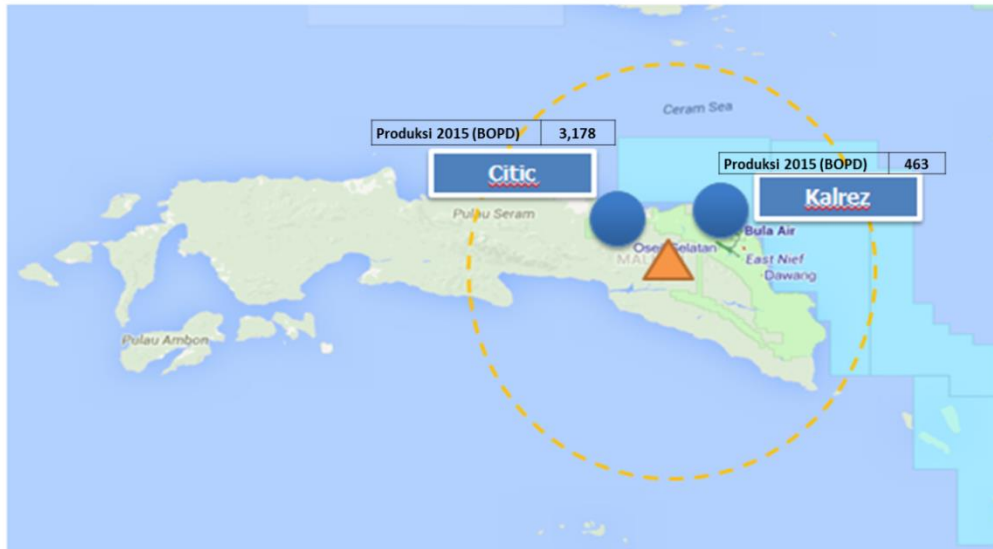 Ceram Sea
Produksi 2015 (BOPD) 3,178
Citic
Produksi 2015 (BOPD) 463
Kalrez
Pulau Seram
Bula Air
Selatan
East Nief
Dawang
Pulau Ambon